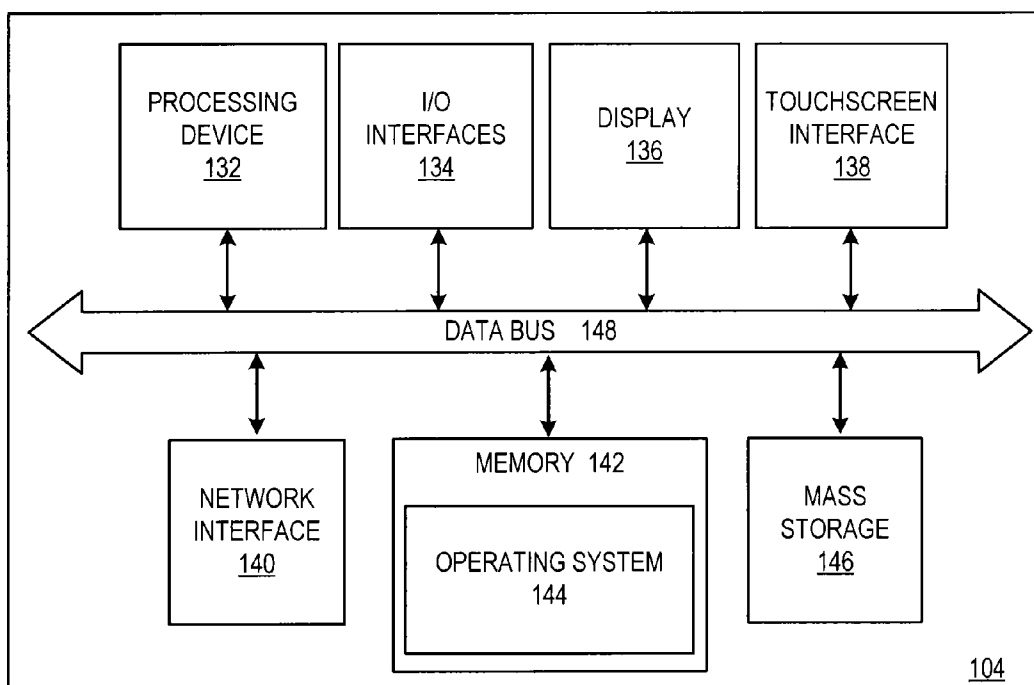 PROCESSING
DEVICE
132
I/O
INTERFACES
134
DISPLAY
136
TOUCHSCREEN
INTERFACE
138
DATA BUS 148
NETWORK
INTERFACE
140
MEMORY 142
OPERATING SYSTEM
144
MASS
STORAGE
146
104